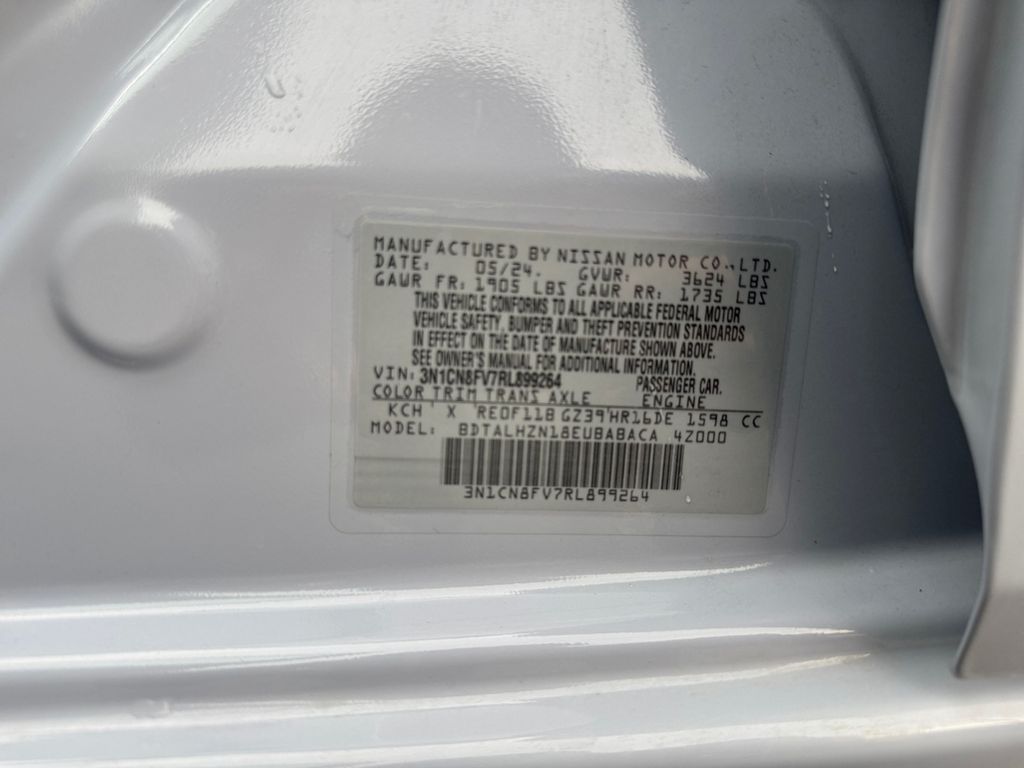 MANUFACTURED BY NISSAN MOTOR CO., LTD.
DATE: 05/24. GVWR: 3624 LBS
GAWR FR: 1905 LBS GAWR RR: 1735 LBS
THIS VEHICLE CONFORMS TO ALL APPLICABLE FEDERAL MOTOR
VEHICLE SAFETY, BUMPER AND THEFT PREVENTION STANDARDS
IN EFFECT ON THE DATE OF MANUFACTURE SHOWN ABOVE.
SEE OWNER'S MANUAL FOR ADDITIONAL INFORMATION.
VIN: 3N1CN8FV7RL899264 PASSENGER CAR.
COLOR TRIM TRANS AXLE ENGINE
KCH X RE0F11B GZ39 HR16DE 1598 CC
MODEL: BDTALHZN18EUBABACA 4Z000
3N1CN8FV7RL899264